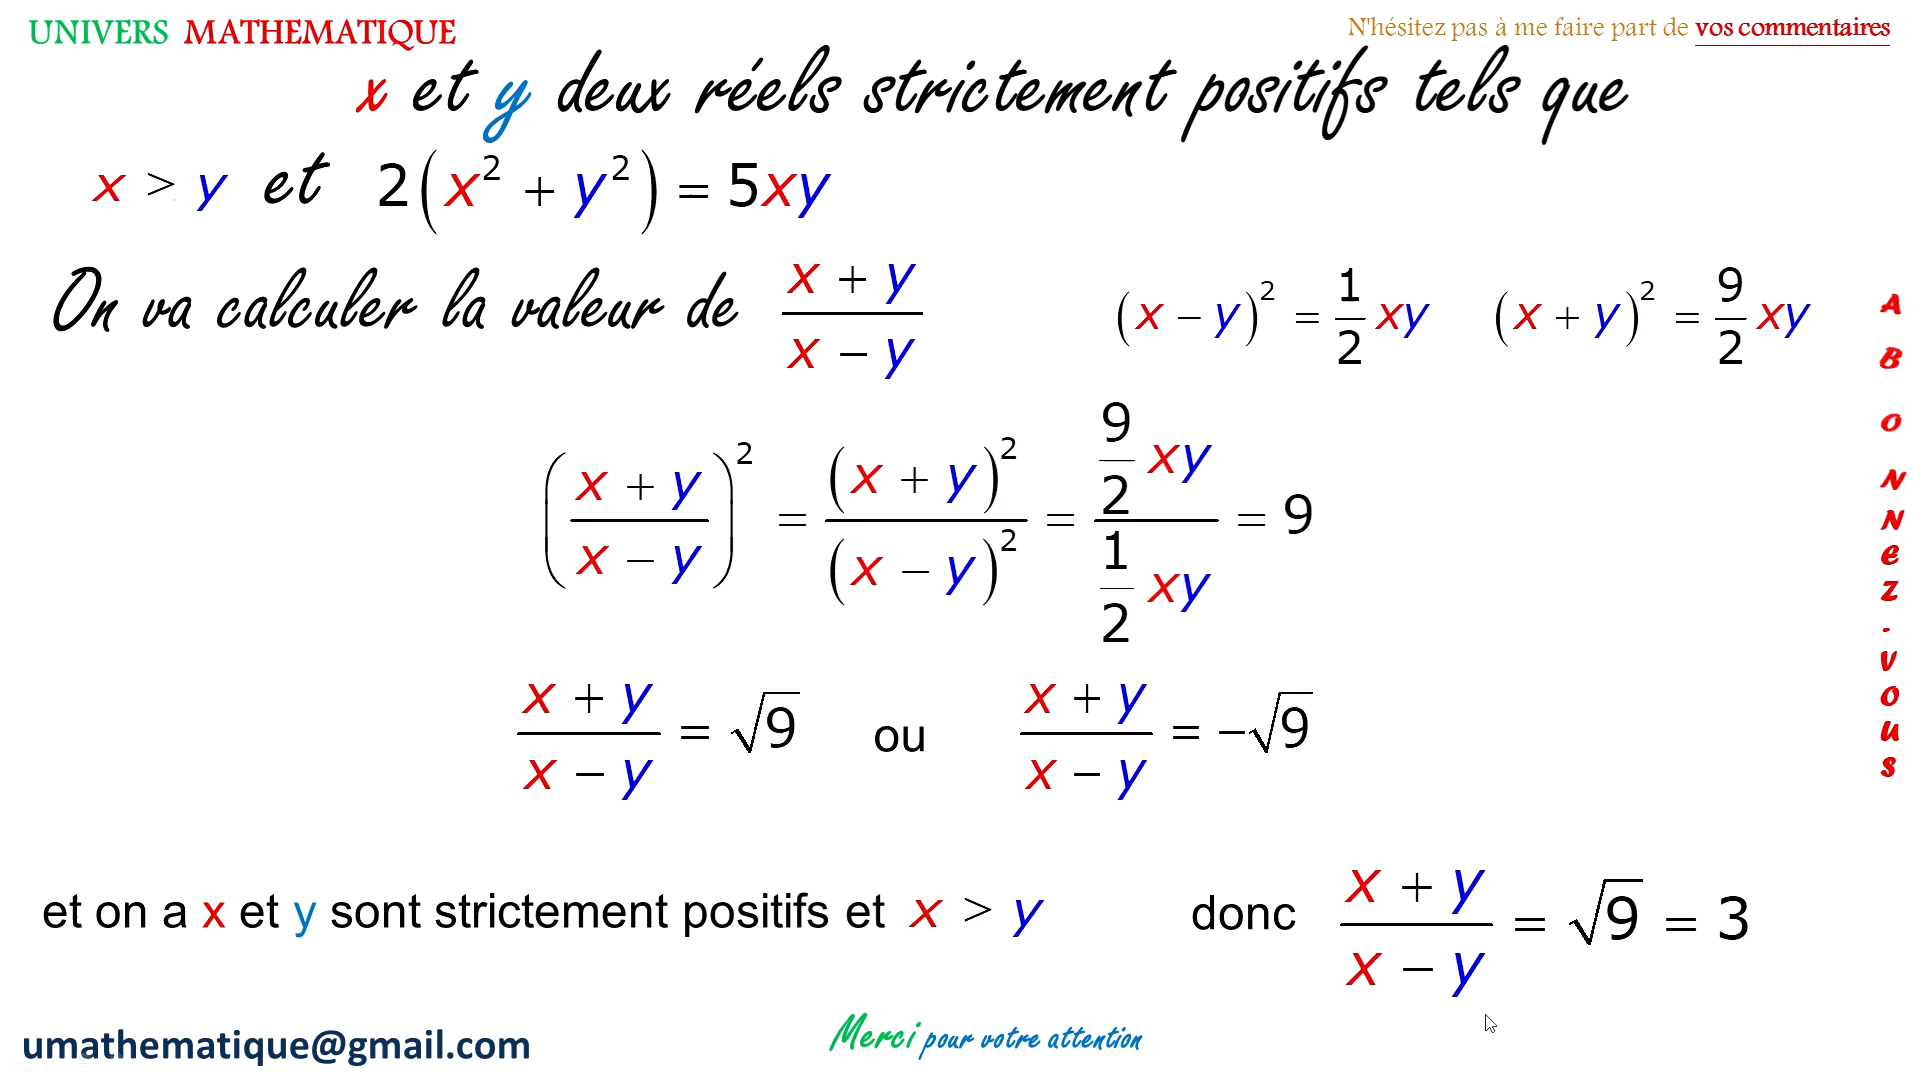 UNIVERS MATHEMATIQUE
N'hésitez pas à me faire part de vos commentaires
x et y deux réels strictement positifs tels que
x > y et 2(x² + y²) = 5xy
On va calculer la valeur de (x + y)/(x − y)
(x − y)² = 1/2 xy (x + y)² = 9/2 xy
((x + y)/(x − y))² = (x + y)²/(x − y)² = (9/2 xy)/(1/2 xy) = 9
(x + y)/(x − y) = √9 ou (x + y)/(x − y) = −√9
et on a x et y sont strictement positifs et x > y donc (x + y)/(x − y) = √9 = 3
umathematique@gmail.com
Merci pour votre attention
ABONNez-vous